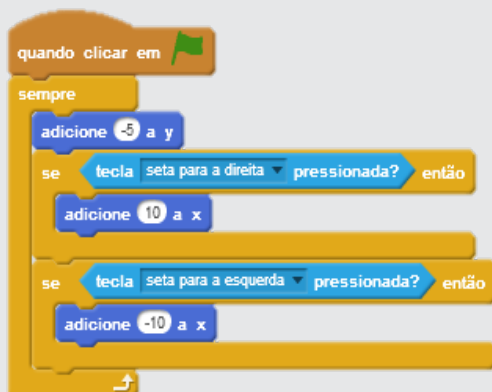 quando clicar em
sempre
adicione -5 a y
se tecla seta para a direita pressionada? então
adicione 10 a x
se tecla seta para a esquerda pressionada? então
adicione -10 a x